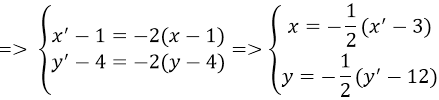 => { x′ − 1 = −2(x − 1)
y′ − 4 = −2(y − 4) => { x = −1/2 (x′ − 3)
y = −1/2 (y′ − 12)